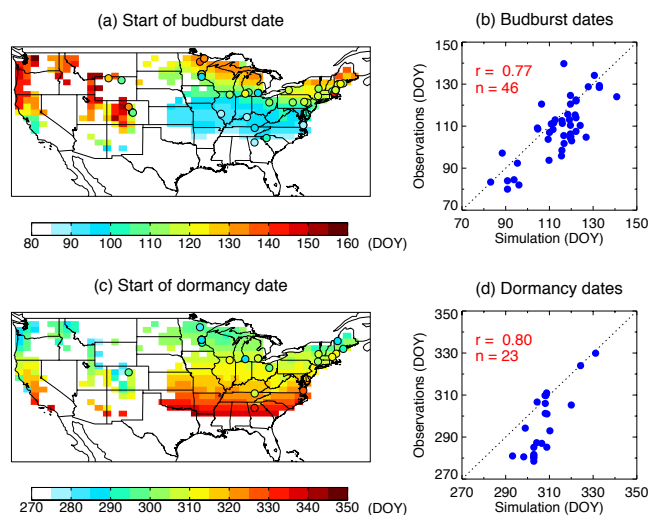 (a) Start of budburst date
80 90 100 110 120 130 140 150 160 (DOY)
(b) Budburst dates
r = 0.77
n = 46
Observations (DOY)
150
130
110
90
70
70 90 110 130 150
Simulation (DOY)
(c) Start of dormancy date
270 280 290 300 310 320 330 340 350 (DOY)
(d) Dormancy dates
r = 0.80
n = 23
Observations (DOY)
350
330
310
290
270
270 290 310 330 350
Simulation (DOY)